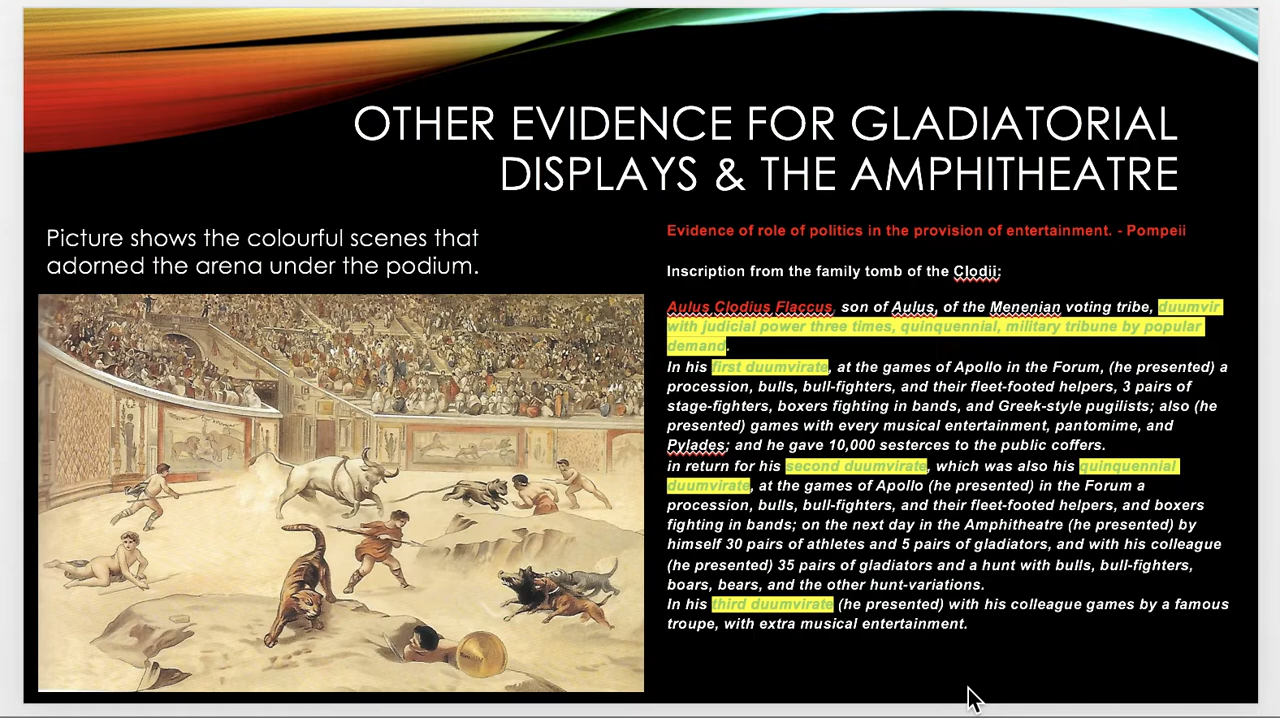 OTHER EVIDENCE FOR GLADIATORIAL
DISPLAYS & THE AMPHITHEATRE
Picture shows the colourful scenes that
adorned the arena under the podium.
Evidence of role of politics in the provision of entertainment. - Pompeii
Inscription from the family tomb of the Clodii:
Aulus Clodius Flaccus, son of Aulus, of the Menenian voting tribe, duumvir
with judicial power three times, quinquennial, military tribune by popular
demand.
In his first duumvirate, at the games of Apollo in the Forum, (he presented) a
procession, bulls, bull-fighters, and their fleet-footed helpers, 3 pairs of
stage-fighters, boxers fighting in bands, and Greek-style pugilists; also (he
presented) games with every musical entertainment, pantomime, and
Pylades; and he gave 10,000 sesterces to the public coffers.
in return for his second duumvirate, which was also his quinquennial
duumvirate, at the games of Apollo (he presented) in the Forum a
procession, bulls, bull-fighters, and their fleet-footed helpers, and boxers
fighting in bands; on the next day in the Amphitheatre (he presented) by
himself 30 pairs of athletes and 5 pairs of gladiators, and with his colleague
(he presented) 35 pairs of gladiators and a hunt with bulls, bull-fighters,
boars, bears, and the other hunt-variations.
In his third duumvirate (he presented) with his colleague games by a famous
troupe, with extra musical entertainment.